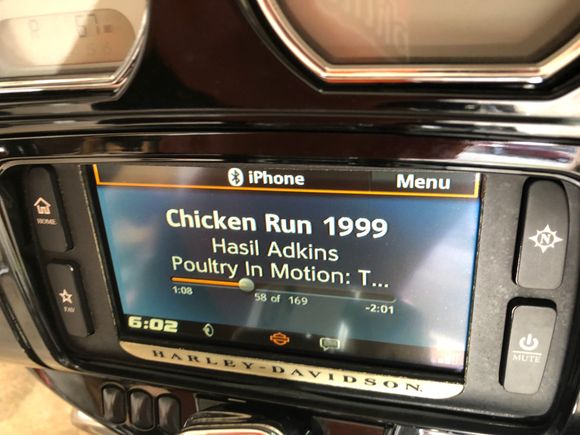 R 67
iPhone
Menu
HOME
Chicken Run 1999
Hasil Adkins
Poultry In Motion: T...
N
1:08
58 of 169
-2:01
FAV
6:02
MUTE
HARLEY-DAVIDSON